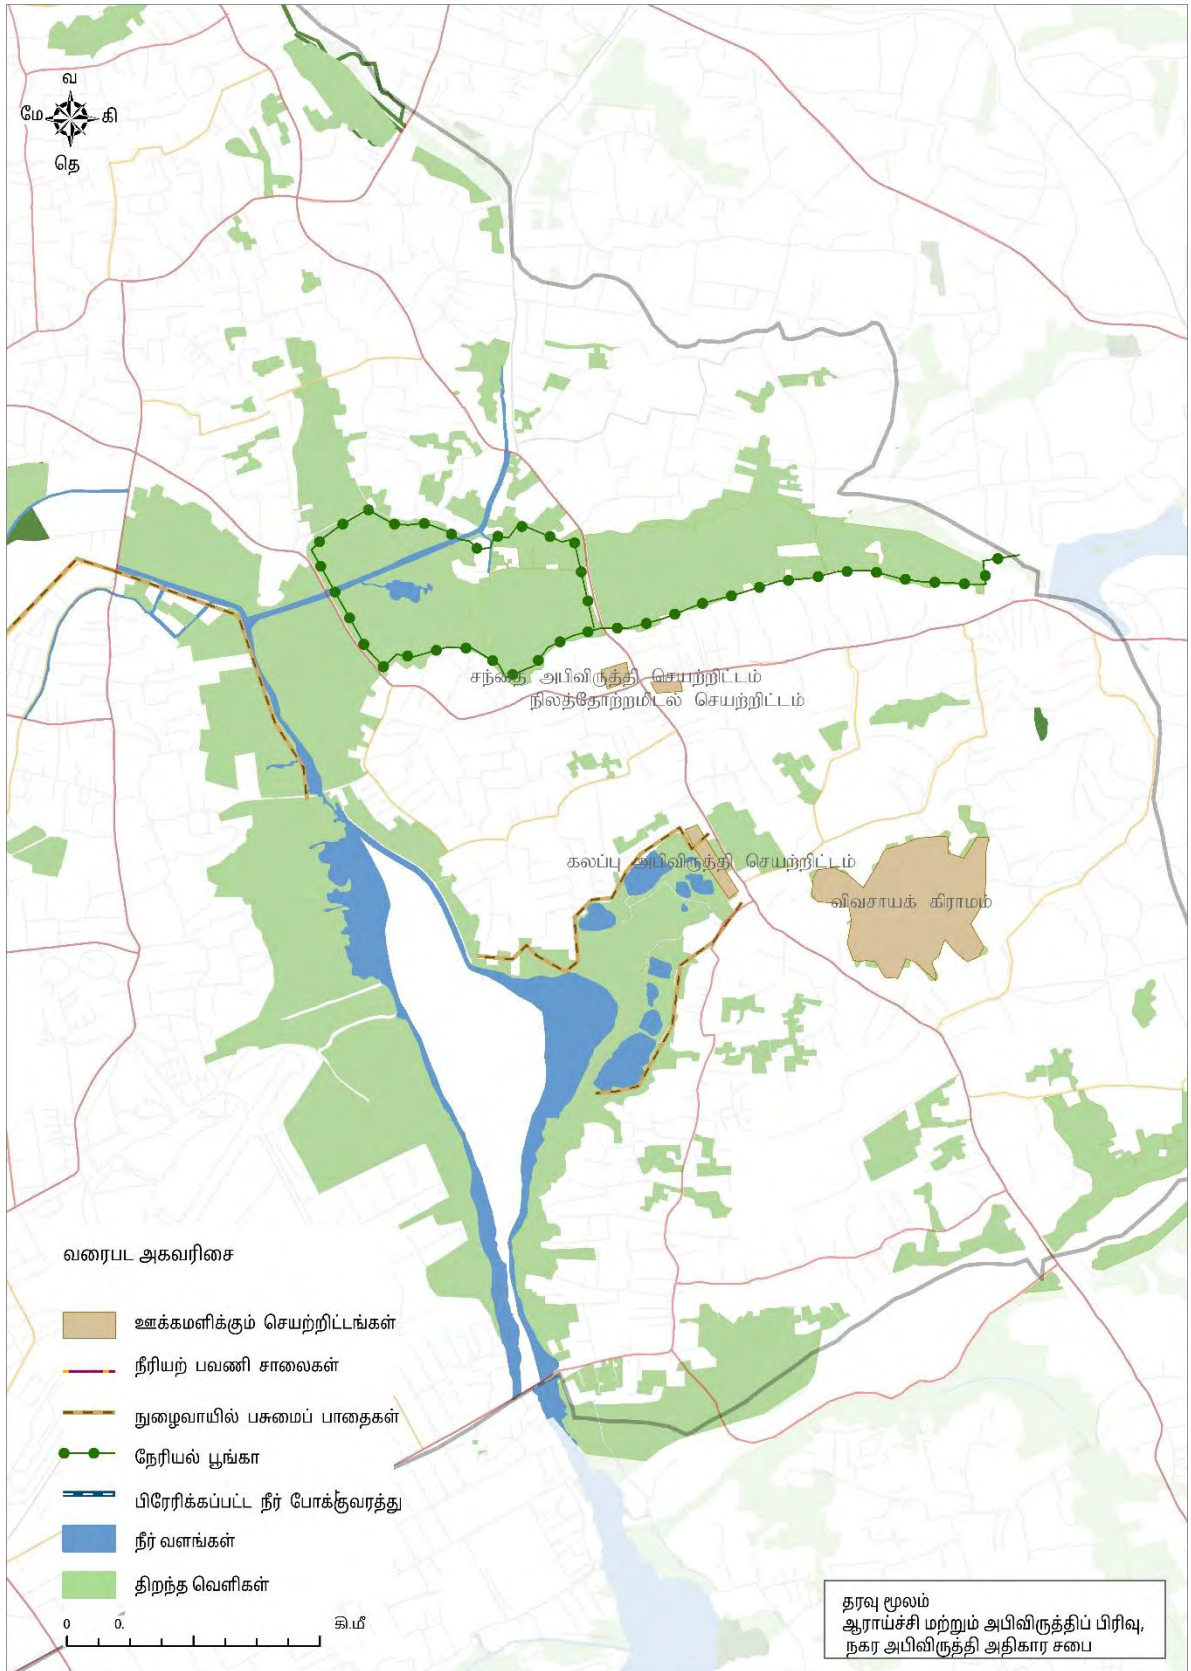 வ
மே
கி
தெ
சந்தை அபிவிருத்தி செயற்றிட்டம்
நிலத்தோற்றமிடல் செயற்றிட்டம்
கலப்பு அபிவிருத்தி செயற்றிட்டம்
விவசாயக் கிராமம்
வரைபட அகவரிசை
ஊக்கமளிக்கும் செயற்றிட்டங்கள்
நீரியற் பவணி சாலைகள்
நுழைவாயில் பசுமைப் பாதைகள்
நேரியல் பூங்கா
பிரேரிக்கப்பட்ட நீர் போக்குவரத்து
நீர் வளங்கள்
திறந்த வெளிகள்
0 0. கி.மீ
தரவு மூலம்
ஆராய்ச்சி மற்றும் அபிவிருத்திப் பிரிவு,
நகர அபிவிருத்தி அதிகார சபை